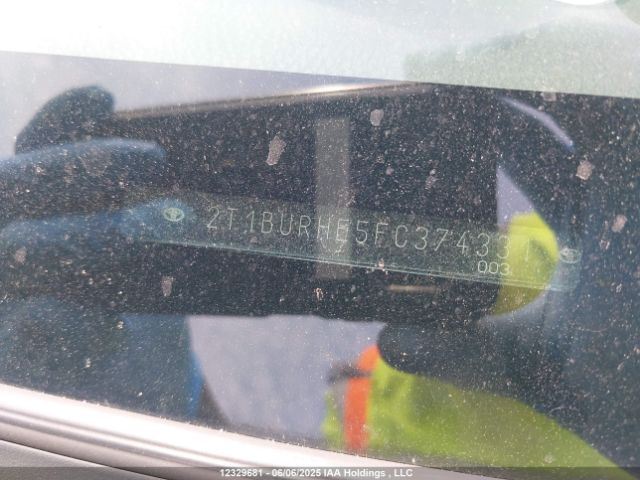 2T1BURHE5FC374331
003
12329681 - 06/06/2025 IAA Holdings , LLC